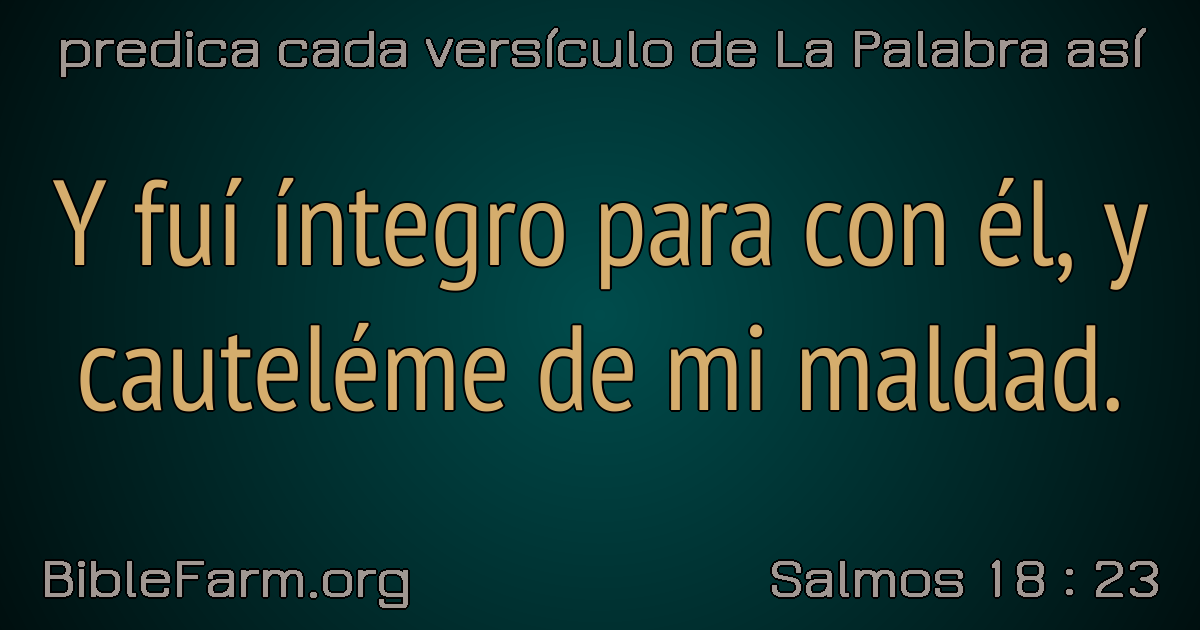 predica cada versículo de La Palabra así
Y fuí íntegro para con él, y
cauteléme de mi maldad.
BibleFarm.org
Salmos 18 : 23